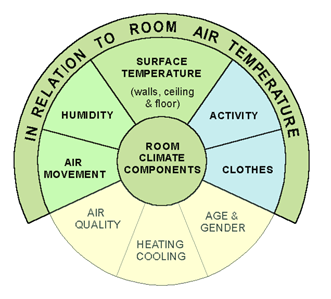 IN RELATION TO ROOM AIR TEMPERATURE
SURFACE
TEMPERATURE
(walls, ceiling
& floor)
HUMIDITY
ACTIVITY
AIR
MOVEMENT
ROOM
CLIMATE
COMPONENTS
CLOTHES
AIR
QUALITY
HEATING
COOLING
AGE &
GENDER